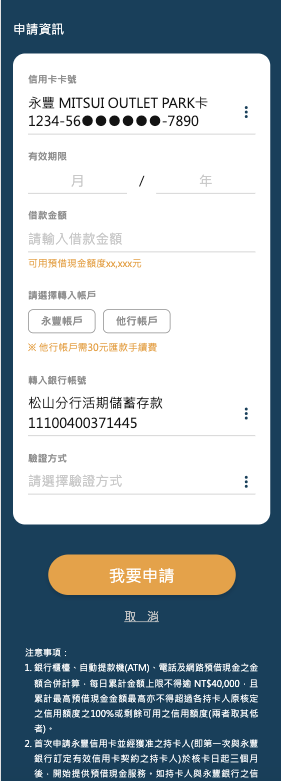 申請資訊
信用卡卡號
永豐 MITSUI OUTLET PARK卡
1234-56●●●●●●-7890
有效期限
月 / 年
借款金額
請輸入借款金額
可用預借現金額度xx,xxx元
請選擇轉入帳戶
永豐帳戶 他行帳戶
※ 他行帳戶需30元匯款手續費
轉入銀行帳號
松山分行活期儲蓄存款
11100400371445
驗證方式
請選擇驗證方式
我要申請
取 消
注意事項：
1. 銀行櫃檯、自動提款機(ATM)、電話及網路預借現金之金
額合併計算，每日累計金額上限不得逾 NT$40,000，且
累計最高預借現金金額最高亦不得超過各持卡人原核定
之信用額度之100%或剩餘可用之信用額度(兩者取其低
者)。
2. 首次申請永豐信用卡並經獲准之持卡人(即第一次與永豐
銀行訂定有效信用卡契約之持卡人)於核卡日起三個月
後，開始提供預借現金服務。如持卡人與永豐銀行之信